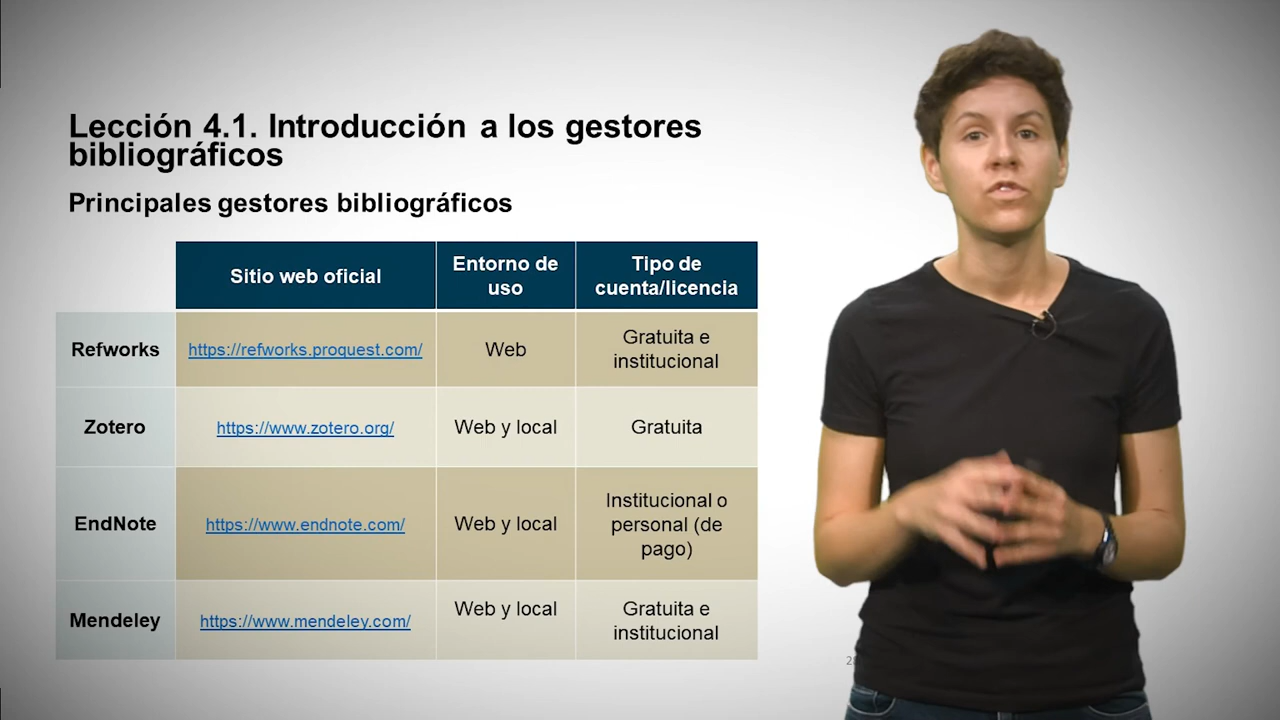 Lección 4.1. Introducción a los gestores
bibliográficos
Principales gestores bibliográficos
Sitio web oficial
Entorno de
uso
Tipo de
cuenta/licencia
Refworks
https://refworks.proquest.com/
Web
Gratuita e
institucional
Zotero
https://www.zotero.org/
Web y local
Gratuita
EndNote
https://www.endnote.com/
Web y local
Institucional o
personal (de
pago)
Mendeley
https://www.mendeley.com/
Web y local
Gratuita e
institucional